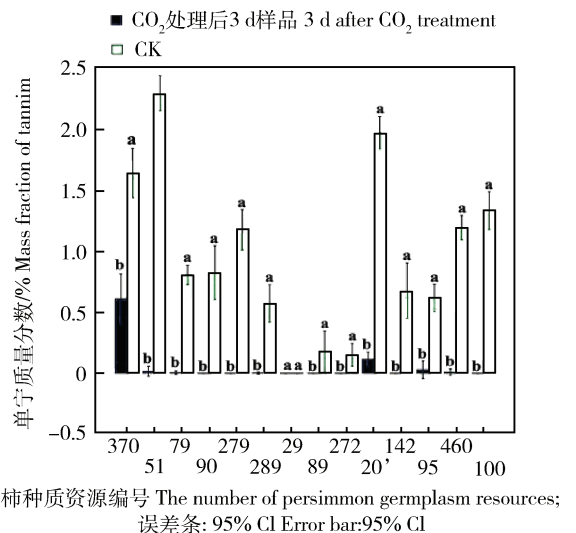 CO₂处理后3 d样品 3 d after CO₂ treatment
CK
单宁质量分数/% Mass fraction of tannim
2.5
2.0
1.5
1.0
0.5
0
−0.5
b a b b a b a b a b a a a b a b a b a b a b a b a b a
370 79 279 29 272 142 460
51 90 289 89 20’ 95 100
柿种质资源编号 The number of persimmon germplasm resources;
误差条: 95% Cl Error bar:95% Cl